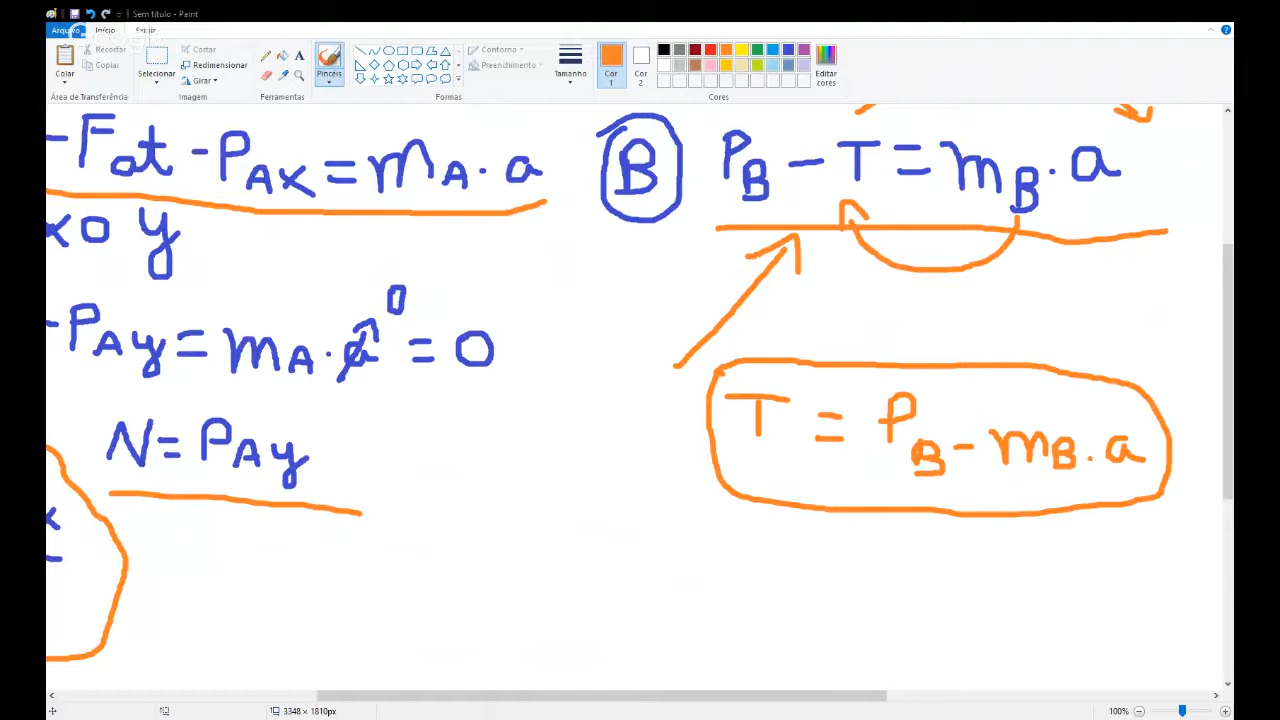 Sem título - Paint
Arquivo Início Exibir
Colar
Recortar
Copiar
Área de Transferência
Selecionar
Cortar
Redimensionar
Girar
Imagem
A
Ferramentas
Pincéis
Contorno
Preenchimento
Formas
Tamanho
Cor 1
Cor 2
Editar cores
Cores
-Fat - PAX = mA . a
xo y
-PAy = mA . a 0 = 0
N = PAy
x
B PB - T = mB . a
T = PB - mB . a
3348 × 1810px
100%